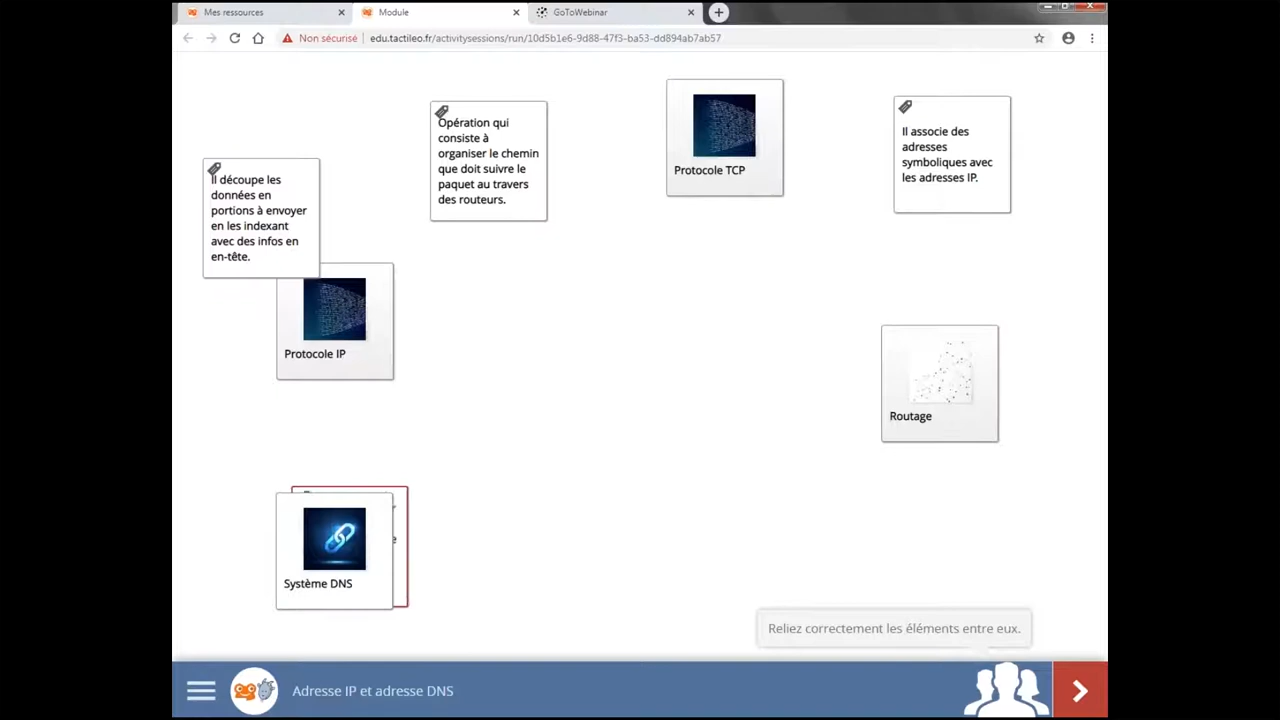 Mes ressources
Module
GoToWebinar
Non sécurisé
edu.tactileo.fr/activitysessions/run/10d5b1e6-9d88-47f3-ba53-dd894ab7ab57
Opération qui
consiste à
organiser le chemin
que doit suivre le
paquet au travers
des routeurs.
Protocole TCP
Il associe des
adresses
symboliques avec
les adresses IP.
Il découpe les
données en
portions à envoyer
en les indexant
avec des infos en
en-tête.
Protocole IP
Routage
Système DNS
Reliez correctement les éléments entre eux.
Adresse IP et adresse DNS